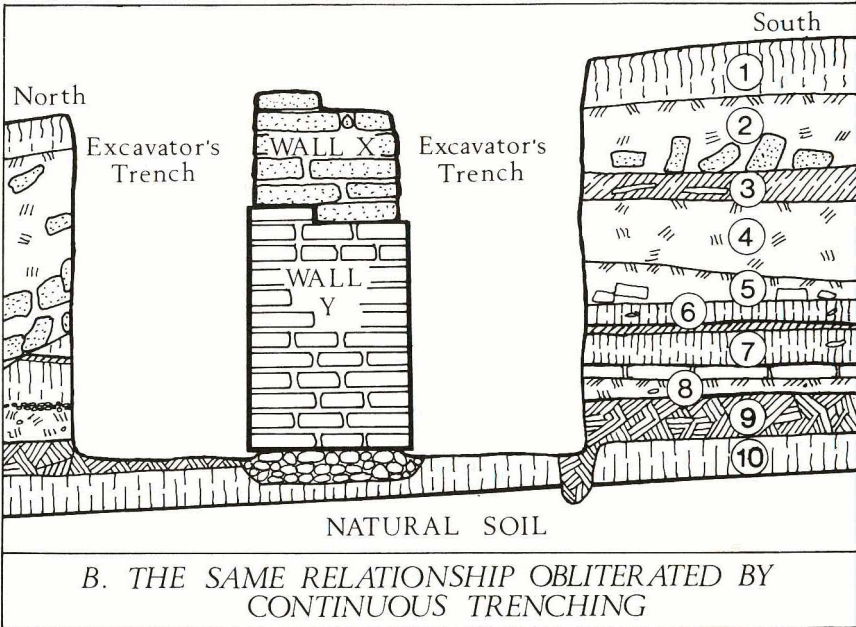 South
North
Excavator's
Trench
WALL X
Excavator's
Trench
WALL
Y
1
2
3
4
5
6
7
8
9
10
NATURAL SOIL
B. THE SAME RELATIONSHIP OBLITERATED BY
CONTINUOUS TRENCHING